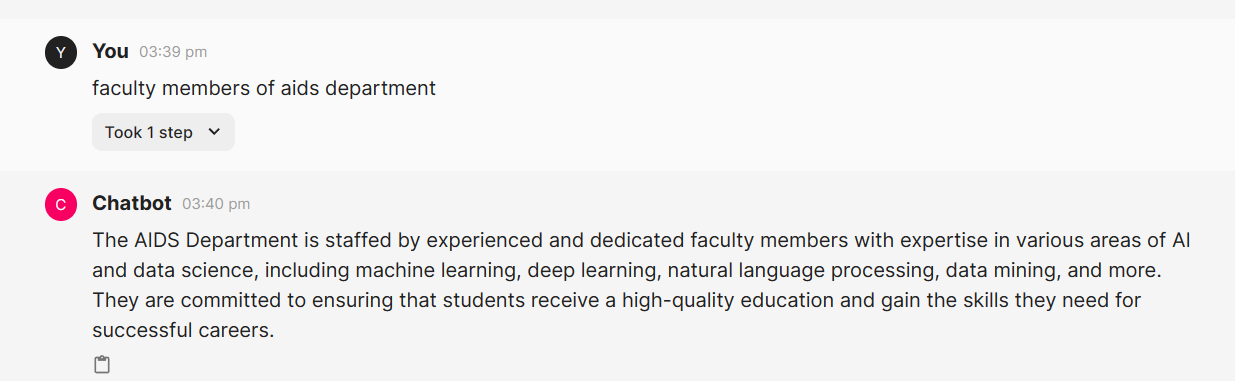 Y You 03:39 pm
faculty members of aids department
Took 1 step
C Chatbot 03:40 pm
The AIDS Department is staffed by experienced and dedicated faculty members with expertise in various areas of AI
and data science, including machine learning, deep learning, natural language processing, data mining, and more.
They are committed to ensuring that students receive a high-quality education and gain the skills they need for
successful careers.